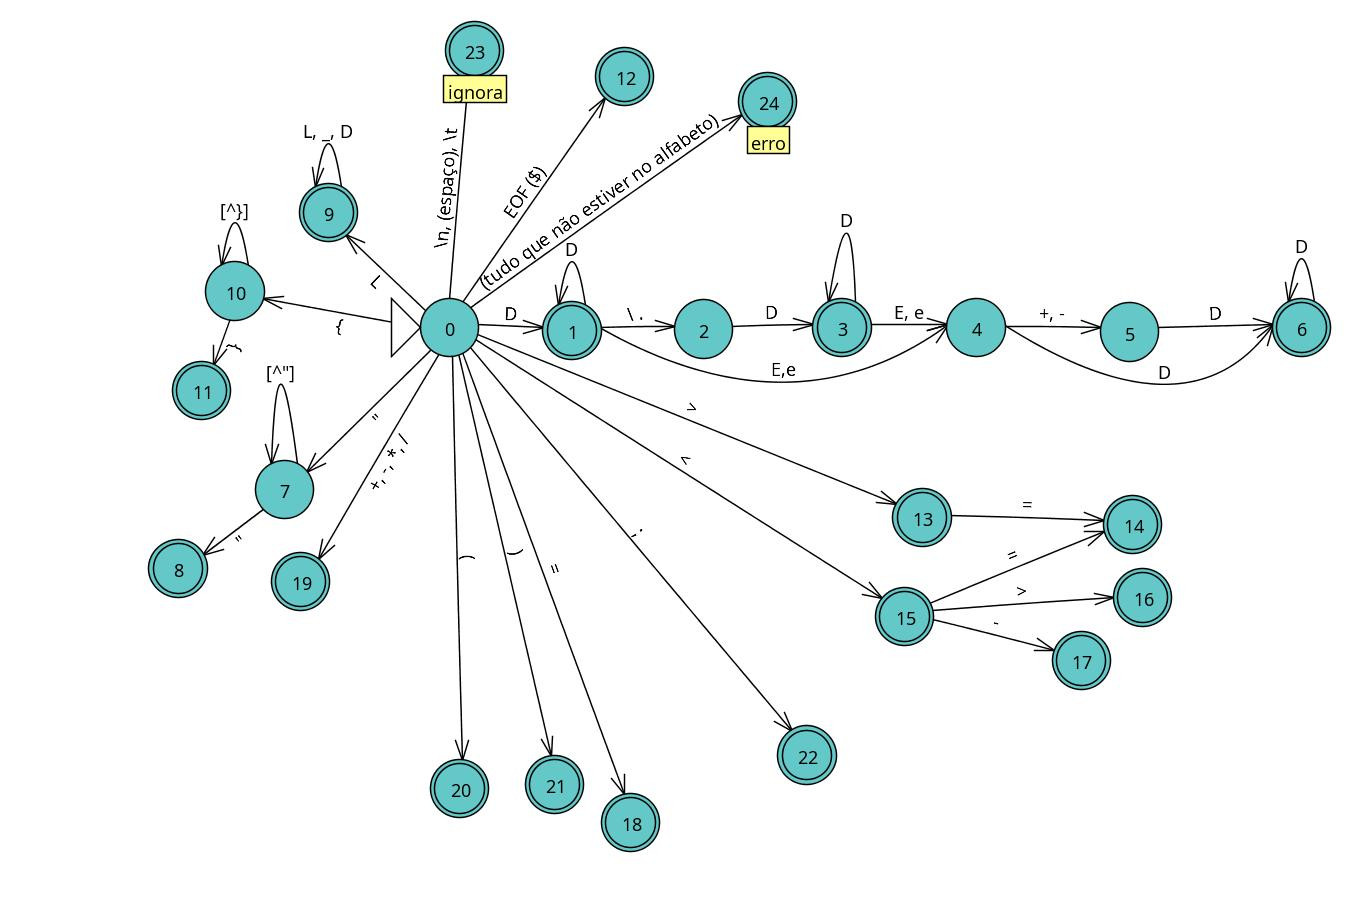 23
ignora
12
24
erro
\n, (espaço), \t
EOF ($)
(tudo que não estiver no alfabeto)
L, _, D
9
[^}]
10
L
{
}
11
0
D
D
1
\ .
2
D
D
3
E, e
4
+, -
5
D
D
6
E,e
D
[^"]
7
"
"
8
+,-,*,/
19
(
20
)
21
=
18
;
22
>
13
=
14
<
15
=
>
16
-
17